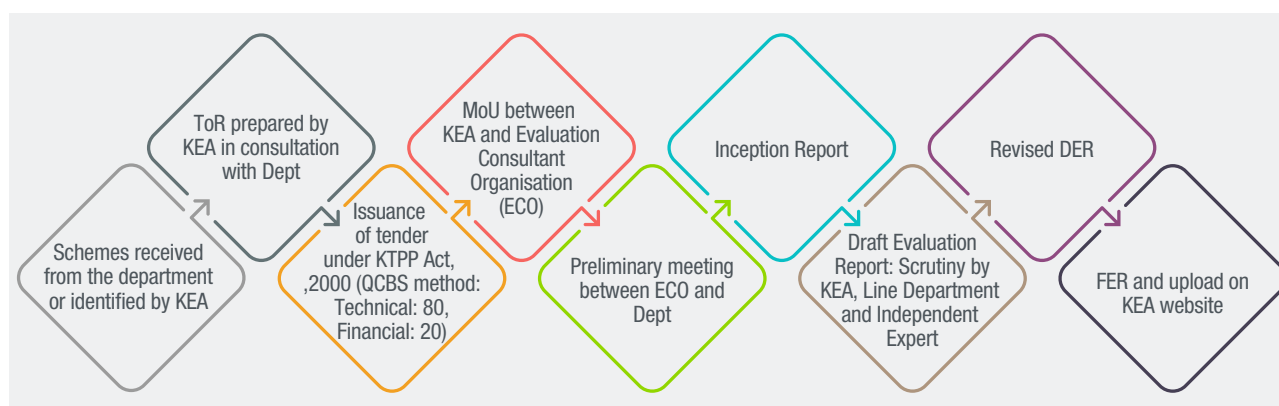 Schemes received
from the department
or identified by KEA
ToR prepared by
KEA in consultation
with Dept
Issuance
of tender
under KTPP Act,
,2000 (QCBS method:
Technical: 80,
Financial: 20)
MoU between
KEA and Evaluation
Consultant
Organisation
(ECO)
Preliminary meeting
between ECO and
Dept
Inception Report
Draft Evaluation
Report: Scrutiny by
KEA, Line Department
and Independent
Expert
Revised DER
FER and upload on
KEA website